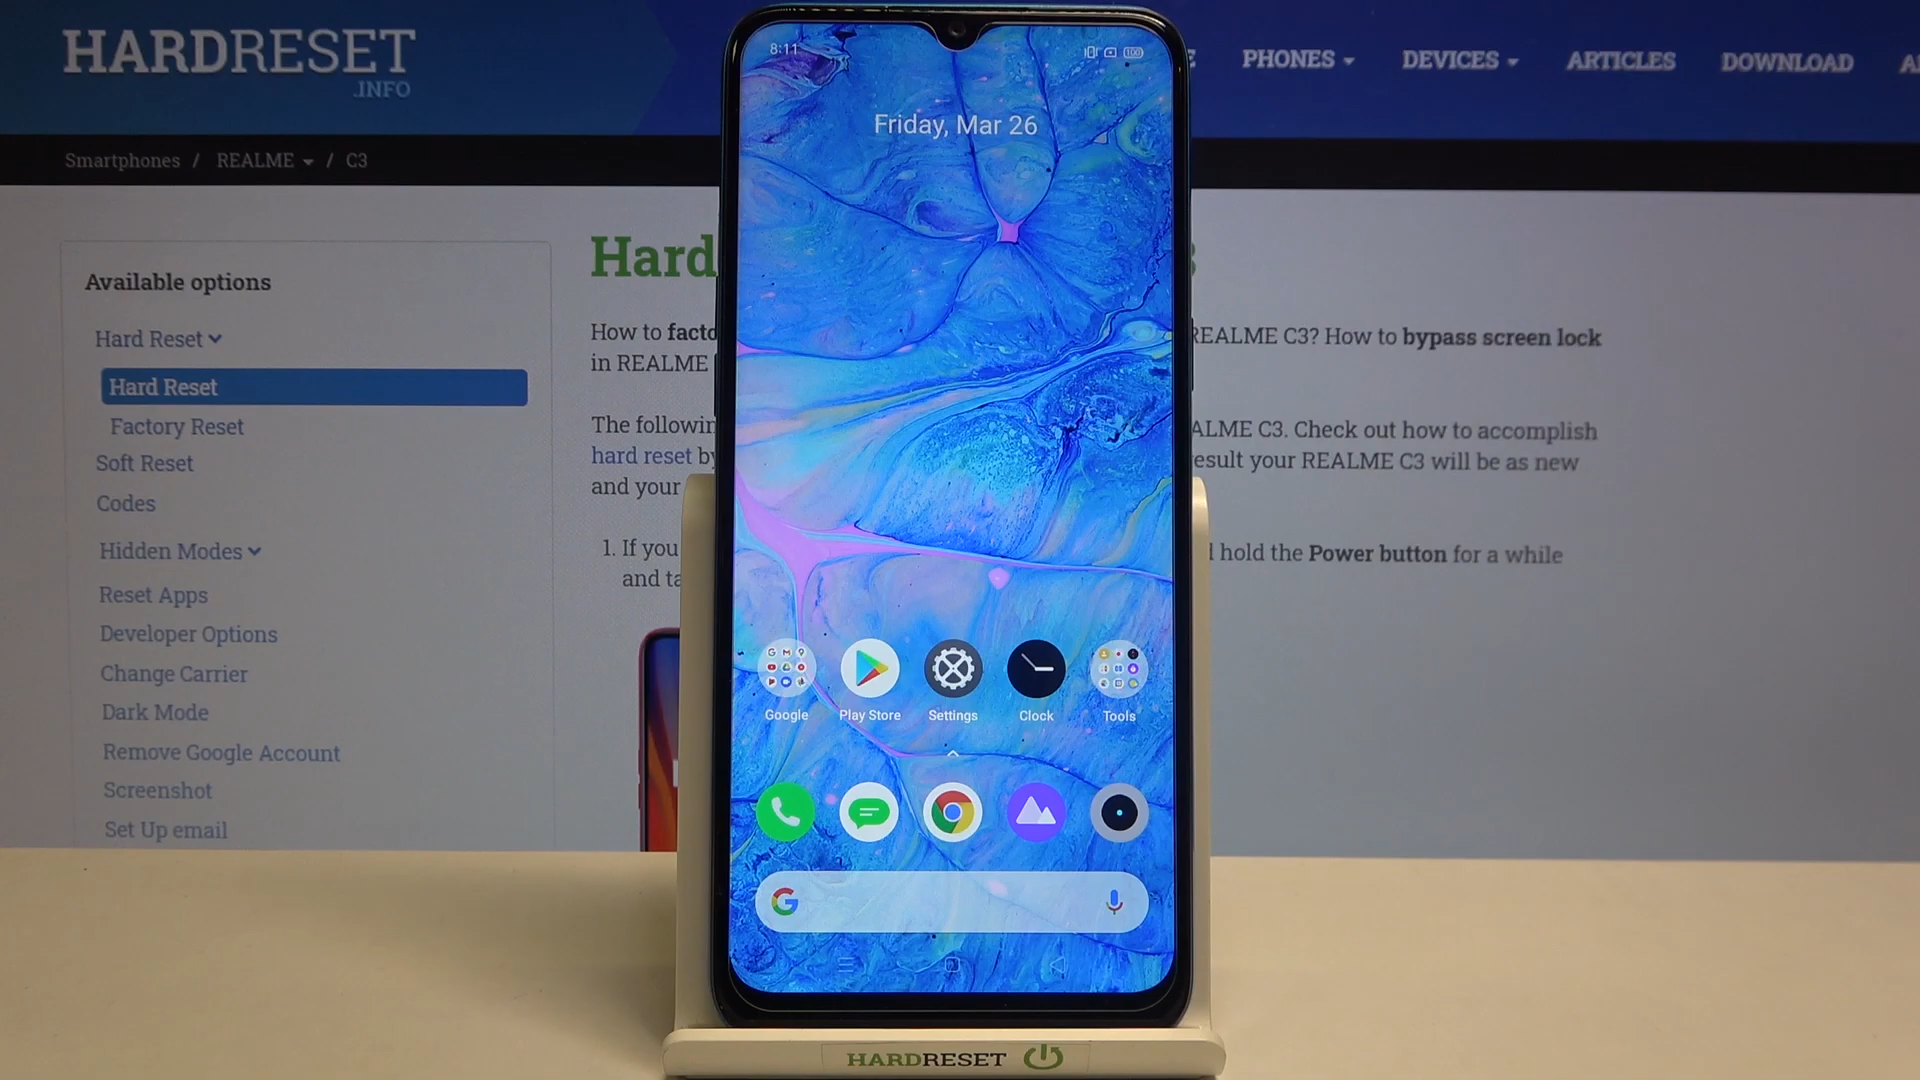 HARDRESET
.INFO
PHONES
DEVICES
ARTICLES
DOWNLOAD
Smartphones / REALME / C3
Available options
Hard Reset
Hard Reset
Factory Reset
Soft Reset
Codes
Hidden Modes
Reset Apps
Developer Options
Change Carrier
Dark Mode
Remove Google Account
Screenshot
Set Up email
Hard
How to facto
REALME C3? How to bypass screen lock
in REALME
The followin
ALME C3. Check out how to accomplish
hard reset by
esult your REALME C3 will be as new
and your
1. If you
hold the Power button for a while
and ta
8:11
100
Friday, Mar 26
Google
Play Store
Settings
Clock
Tools
HARDRESET